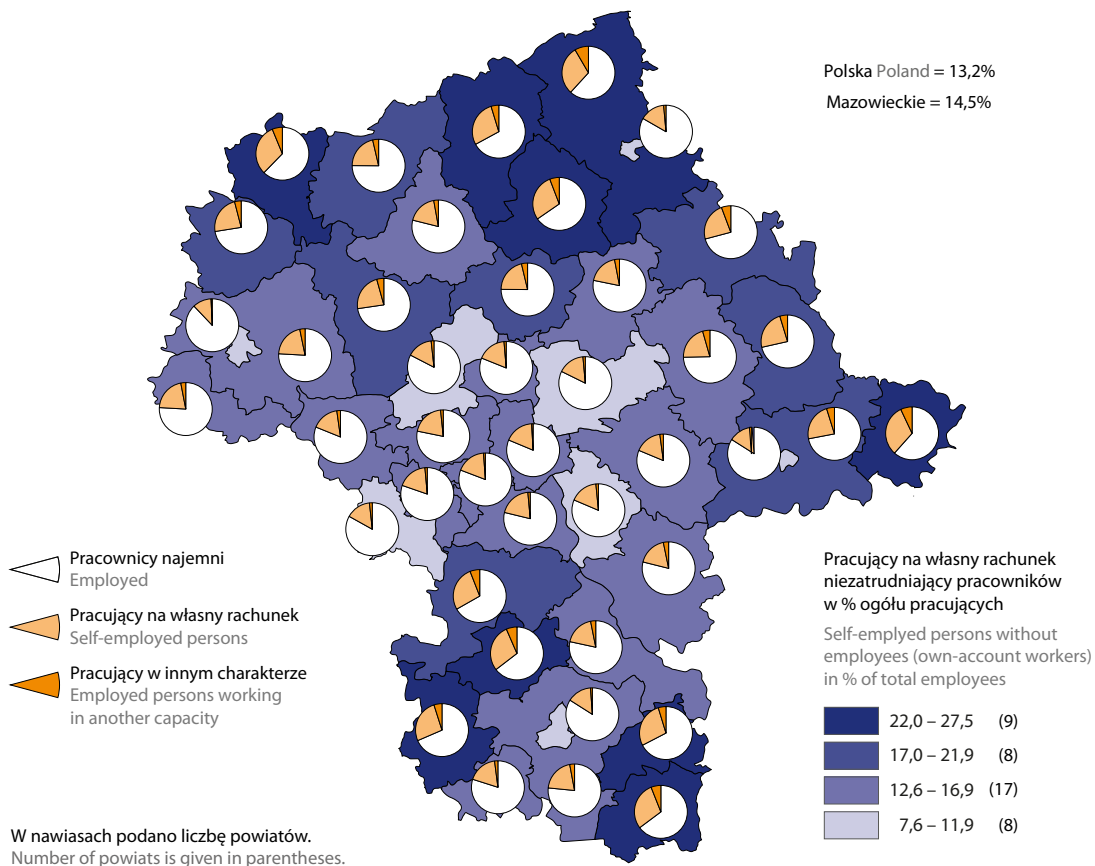 Polska Poland = 13,2%
Mazowieckie = 14,5%
Pracownicy najemni
Employed
Pracujący na własny rachunek
Self-employed persons
Pracujący w innym charakterze
Employed persons working
in another capacity
W nawiasach podano liczbę powiatów.
Number of powiats is given in parentheses.
Pracujący na własny rachunek
niezatrudniający pracowników
w % ogółu pracujących
Self-emplyed persons without
employees (own-account workers)
in % of total employees
22,0 – 27,5 (9)
17,0 – 21,9 (8)
12,6 – 16,9 (17)
7,6 – 11,9 (8)